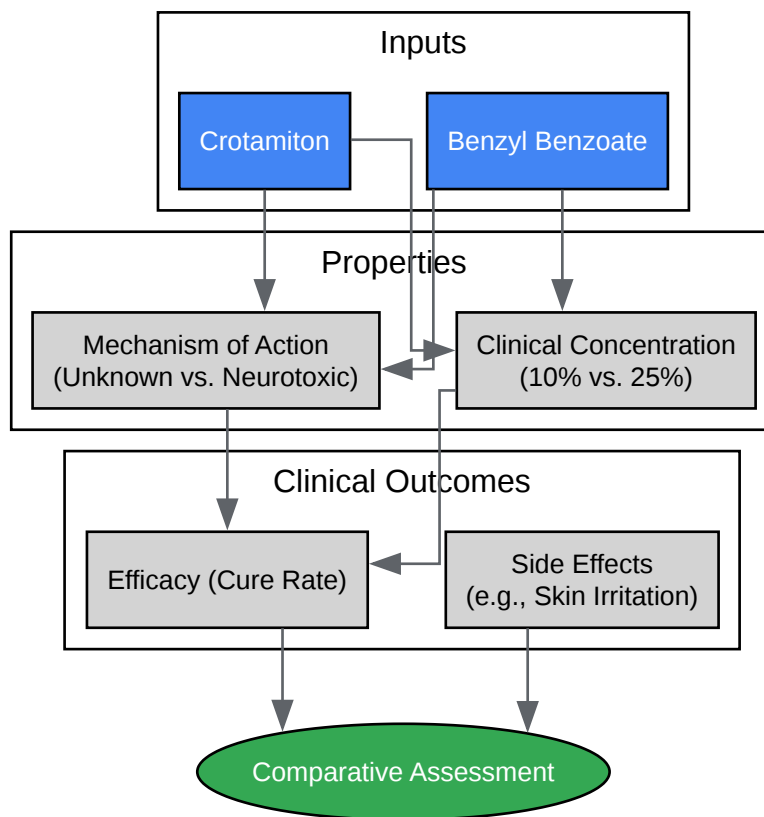 Inputs
Crotamiton
Benzyl Benzoate
Properties
Mechanism of Action
(Unknown vs. Neurotoxic)
Clinical Concentration
(10% vs. 25%)
Clinical Outcomes
Efficacy (Cure Rate)
Side Effects
(e.g., Skin Irritation)
Comparative Assessment